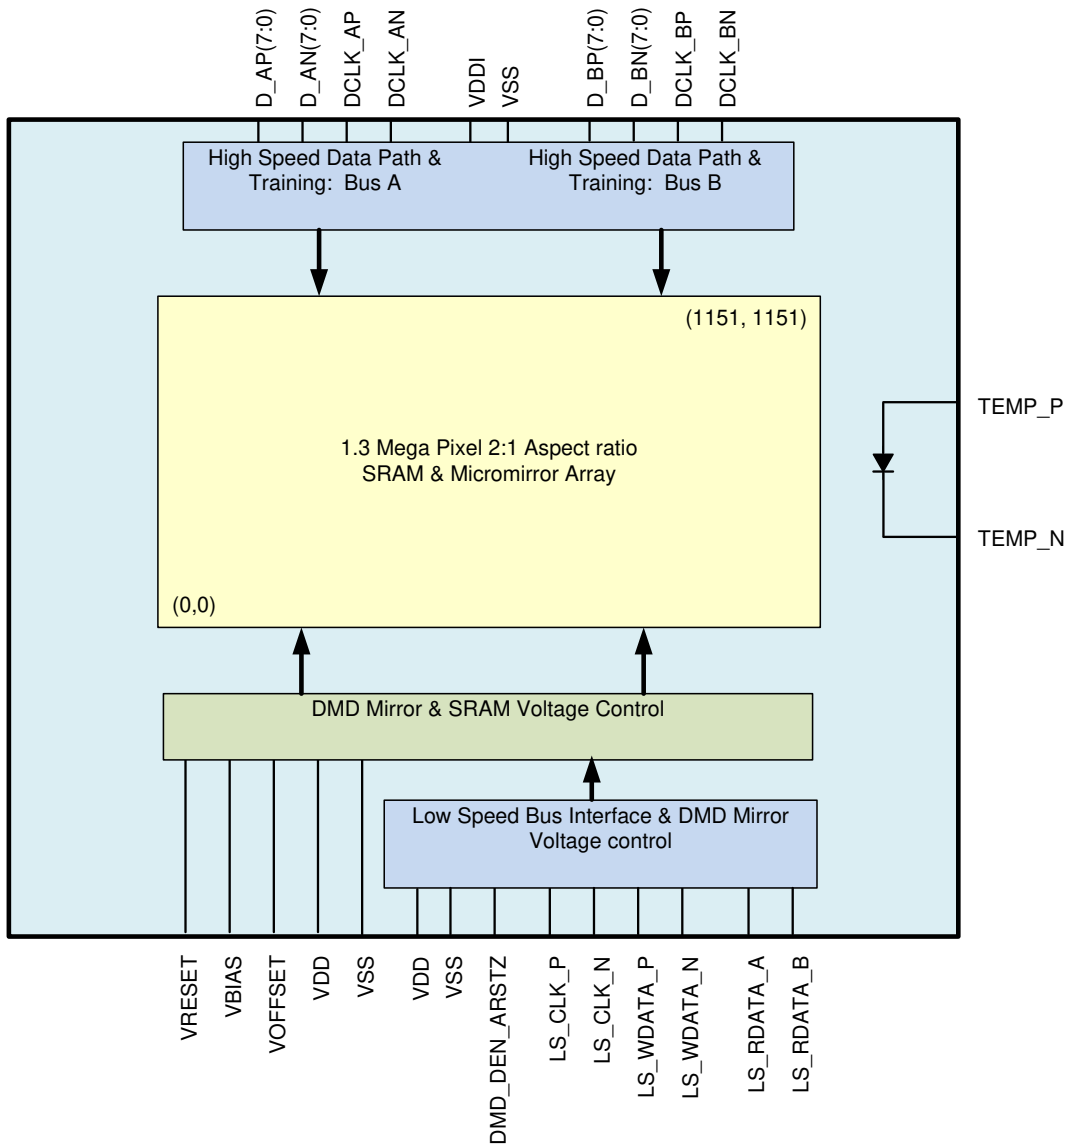 D_AP(7:0)
D_AN(7:0)
DCLK_AP
DCLK_AN
VDDI
VSS
D_BP(7:0)
D_BN(7:0)
DCLK_BP
DCLK_BN
High Speed Data Path &
Training:  Bus A
High Speed Data Path &
Training:  Bus B
(1151, 1151)
1.3 Mega Pixel 2:1 Aspect ratio
SRAM & Micromirror Array
(0,0)
TEMP_P
TEMP_N
DMD Mirror & SRAM Voltage Control
Low Speed Bus Interface & DMD Mirror
Voltage control
VRESET
VBIAS
VOFFSET
VDD
VSS
VDD
VSS
DMD_DEN_ARSTZ
LS_CLK_P
LS_CLK_N
LS_WDATA_P
LS_WDATA_N
LS_RDATA_A
LS_RDATA_B